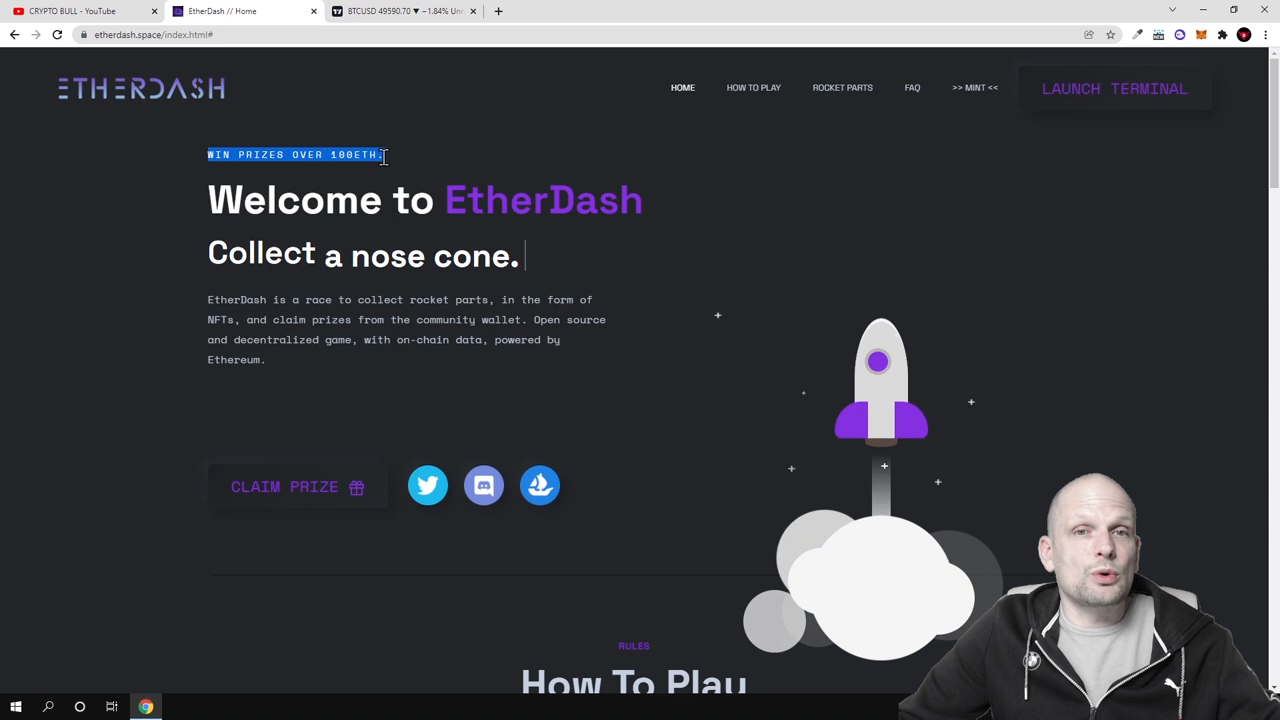 CRYPTO BULL - YouTube
EtherDash // Home
BTCUSD 49590.70 ▼ −1.84% Unn
etherdash.space/index.html#
ETHERDASH
HOME
HOW TO PLAY
ROCKET PARTS
FAQ
>> MINT <<
LAUNCH TERMINAL
WIN PRIZES OVER 100ETH.
Welcome to EtherDash
Collect a nose cone.
EtherDash is a race to collect rocket parts, in the form of
NFTs, and claim prizes from the community wallet. Open source
and decentralized game, with on-chain data, powered by
Ethereum.
CLAIM PRIZE
RULES
How To Play